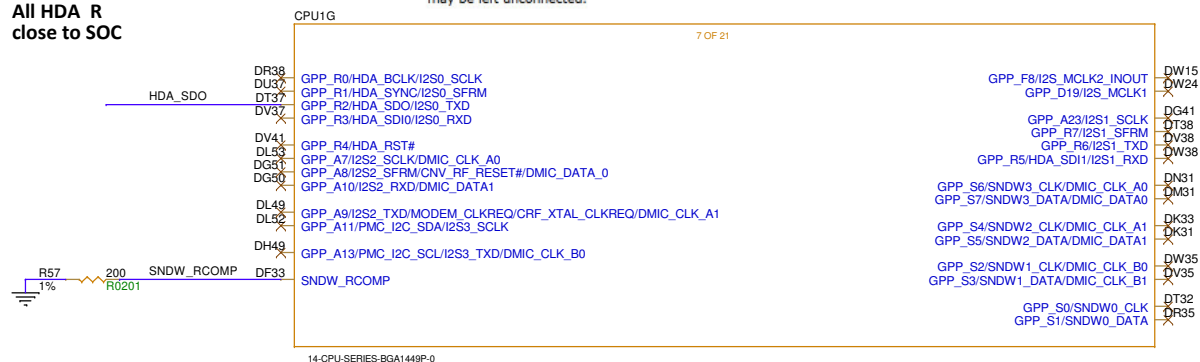 may be left unconnected.
All HDA R
close to SOC
CPU1G
7 OF 21
DR38 GPP_R0/HDA_BCLK/I2S0_SCLK
DU37 GPP_R1/HDA_SYNC/I2S0_SFRM
HDA_SDO DT37 GPP_R2/HDA_SDO/I2S0_TXD
DV37 GPP_R3/HDA_SDI0/I2S0_RXD
DV41 GPP_R4/HDA_RST#
DL53 GPP_A7/I2S2_SCLK/DMIC_CLK_A0
DG51 GPP_A8/I2S2_SFRM/CNV_RF_RESET#/DMIC_DATA_0
DG50 GPP_A10/I2S2_RXD/DMIC_DATA1
DL49 GPP_A9/I2S2_TXD/MODEM_CLKREQ/CRF_XTAL_CLKREQ/DMIC_CLK_A1
DL52 GPP_A11/PMC_I2C_SDA/I2S3_SCLK
DH49 GPP_A13/PMC_I2C_SCL/I2S3_TXD/DMIC_CLK_B0
R57 200 SNDW_RCOMP DF33 SNDW_RCOMP
1% R0201
GPP_F8/I2S_MCLK2_INOUT DW15
GPP_D19/I2S_MCLK1 DW24
GPP_A23/I2S1_SCLK DG41
GPP_R7/I2S1_SFRM DT38
GPP_R6/I2S1_TXD DV38
GPP_R5/HDA_SDI1/I2S1_RXD DW38
GPP_S6/SNDW3_CLK/DMIC_CLK_A0 DN31
GPP_S7/SNDW3_DATA/DMIC_DATA0 DM31
GPP_S4/SNDW2_CLK/DMIC_CLK_A1 DK33
GPP_S5/SNDW2_DATA/DMIC_DATA1 DK31
GPP_S2/SNDW1_CLK/DMIC_CLK_B0 DW35
GPP_S3/SNDW1_DATA/DMIC_CLK_B1 DV35
GPP_S0/SNDW0_CLK DT32
GPP_S1/SNDW0_DATA DR35
14-CPU-SERIES-BGA1449P-0